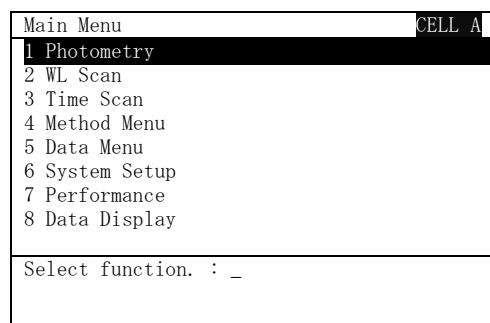 Main Menu CELL A
1 Photometry
2 WL Scan
3 Time Scan
4 Method Menu
5 Data Menu
6 System Setup
7 Performance
8 Data Display
Select function. : _